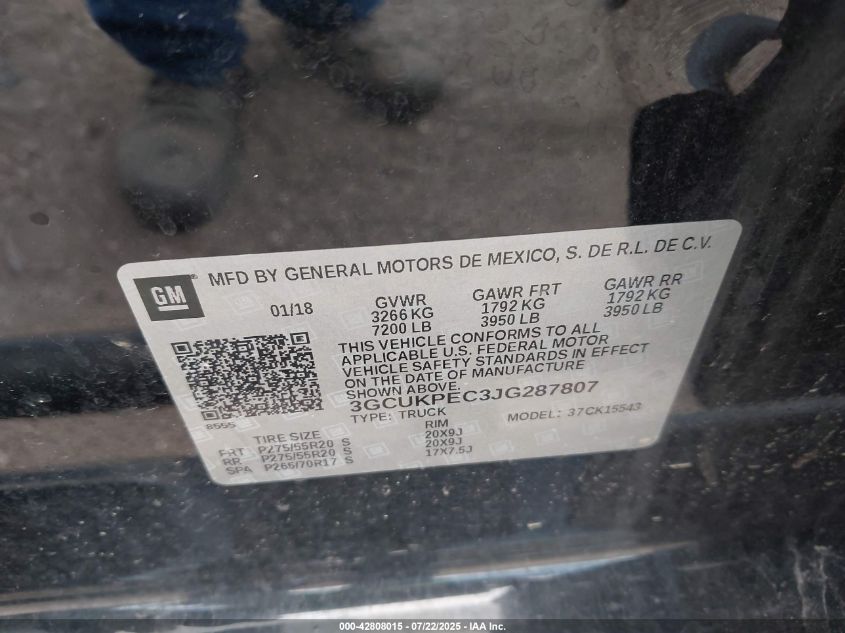 GM
MFD BY GENERAL MOTORS DE MEXICO, S. DE R.L. DE C.V.
01/18 GVWR GAWR FRT GAWR RR
3266 KG 1792 KG 1792 KG
7200 LB 3950 LB 3950 LB
THIS VEHICLE CONFORMS TO ALL
APPLICABLE U.S. FEDERAL MOTOR
VEHICLE SAFETY STANDARDS IN EFFECT
ON THE DATE OF MANUFACTURE
SHOWN ABOVE.
3GCUKPEC3JG287807
8555 TYPE: TRUCK MODEL: 37CK15543
TIRE SIZE RIM
FRT P275/55R20 S 20X9J
RR P275/55R20 S 20X9J
SPA P265/70R17 S 17X7.5J
000-42808015 - 07/22/2025 - IAA Inc.